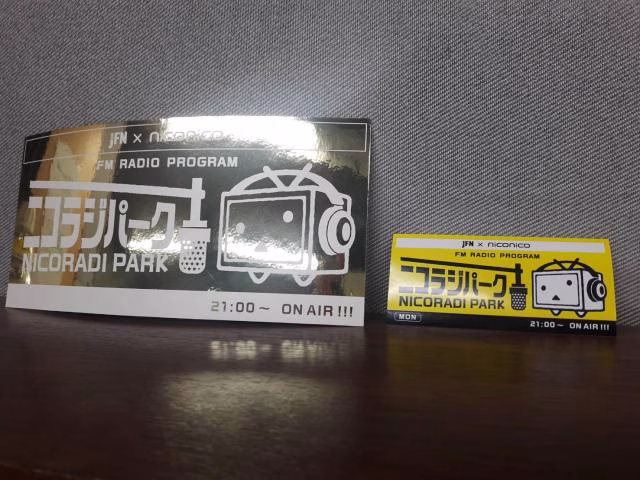 JFN × niconico
FM RADIO PROGRAM
ニコラジパーク
NICORADI PARK
21:00～ ON AIR!!!
JFN × niconico
FM RADIO PROGRAM
ニコラジパーク
NICORADI PARK
MON
21:00～ ON AIR!!!